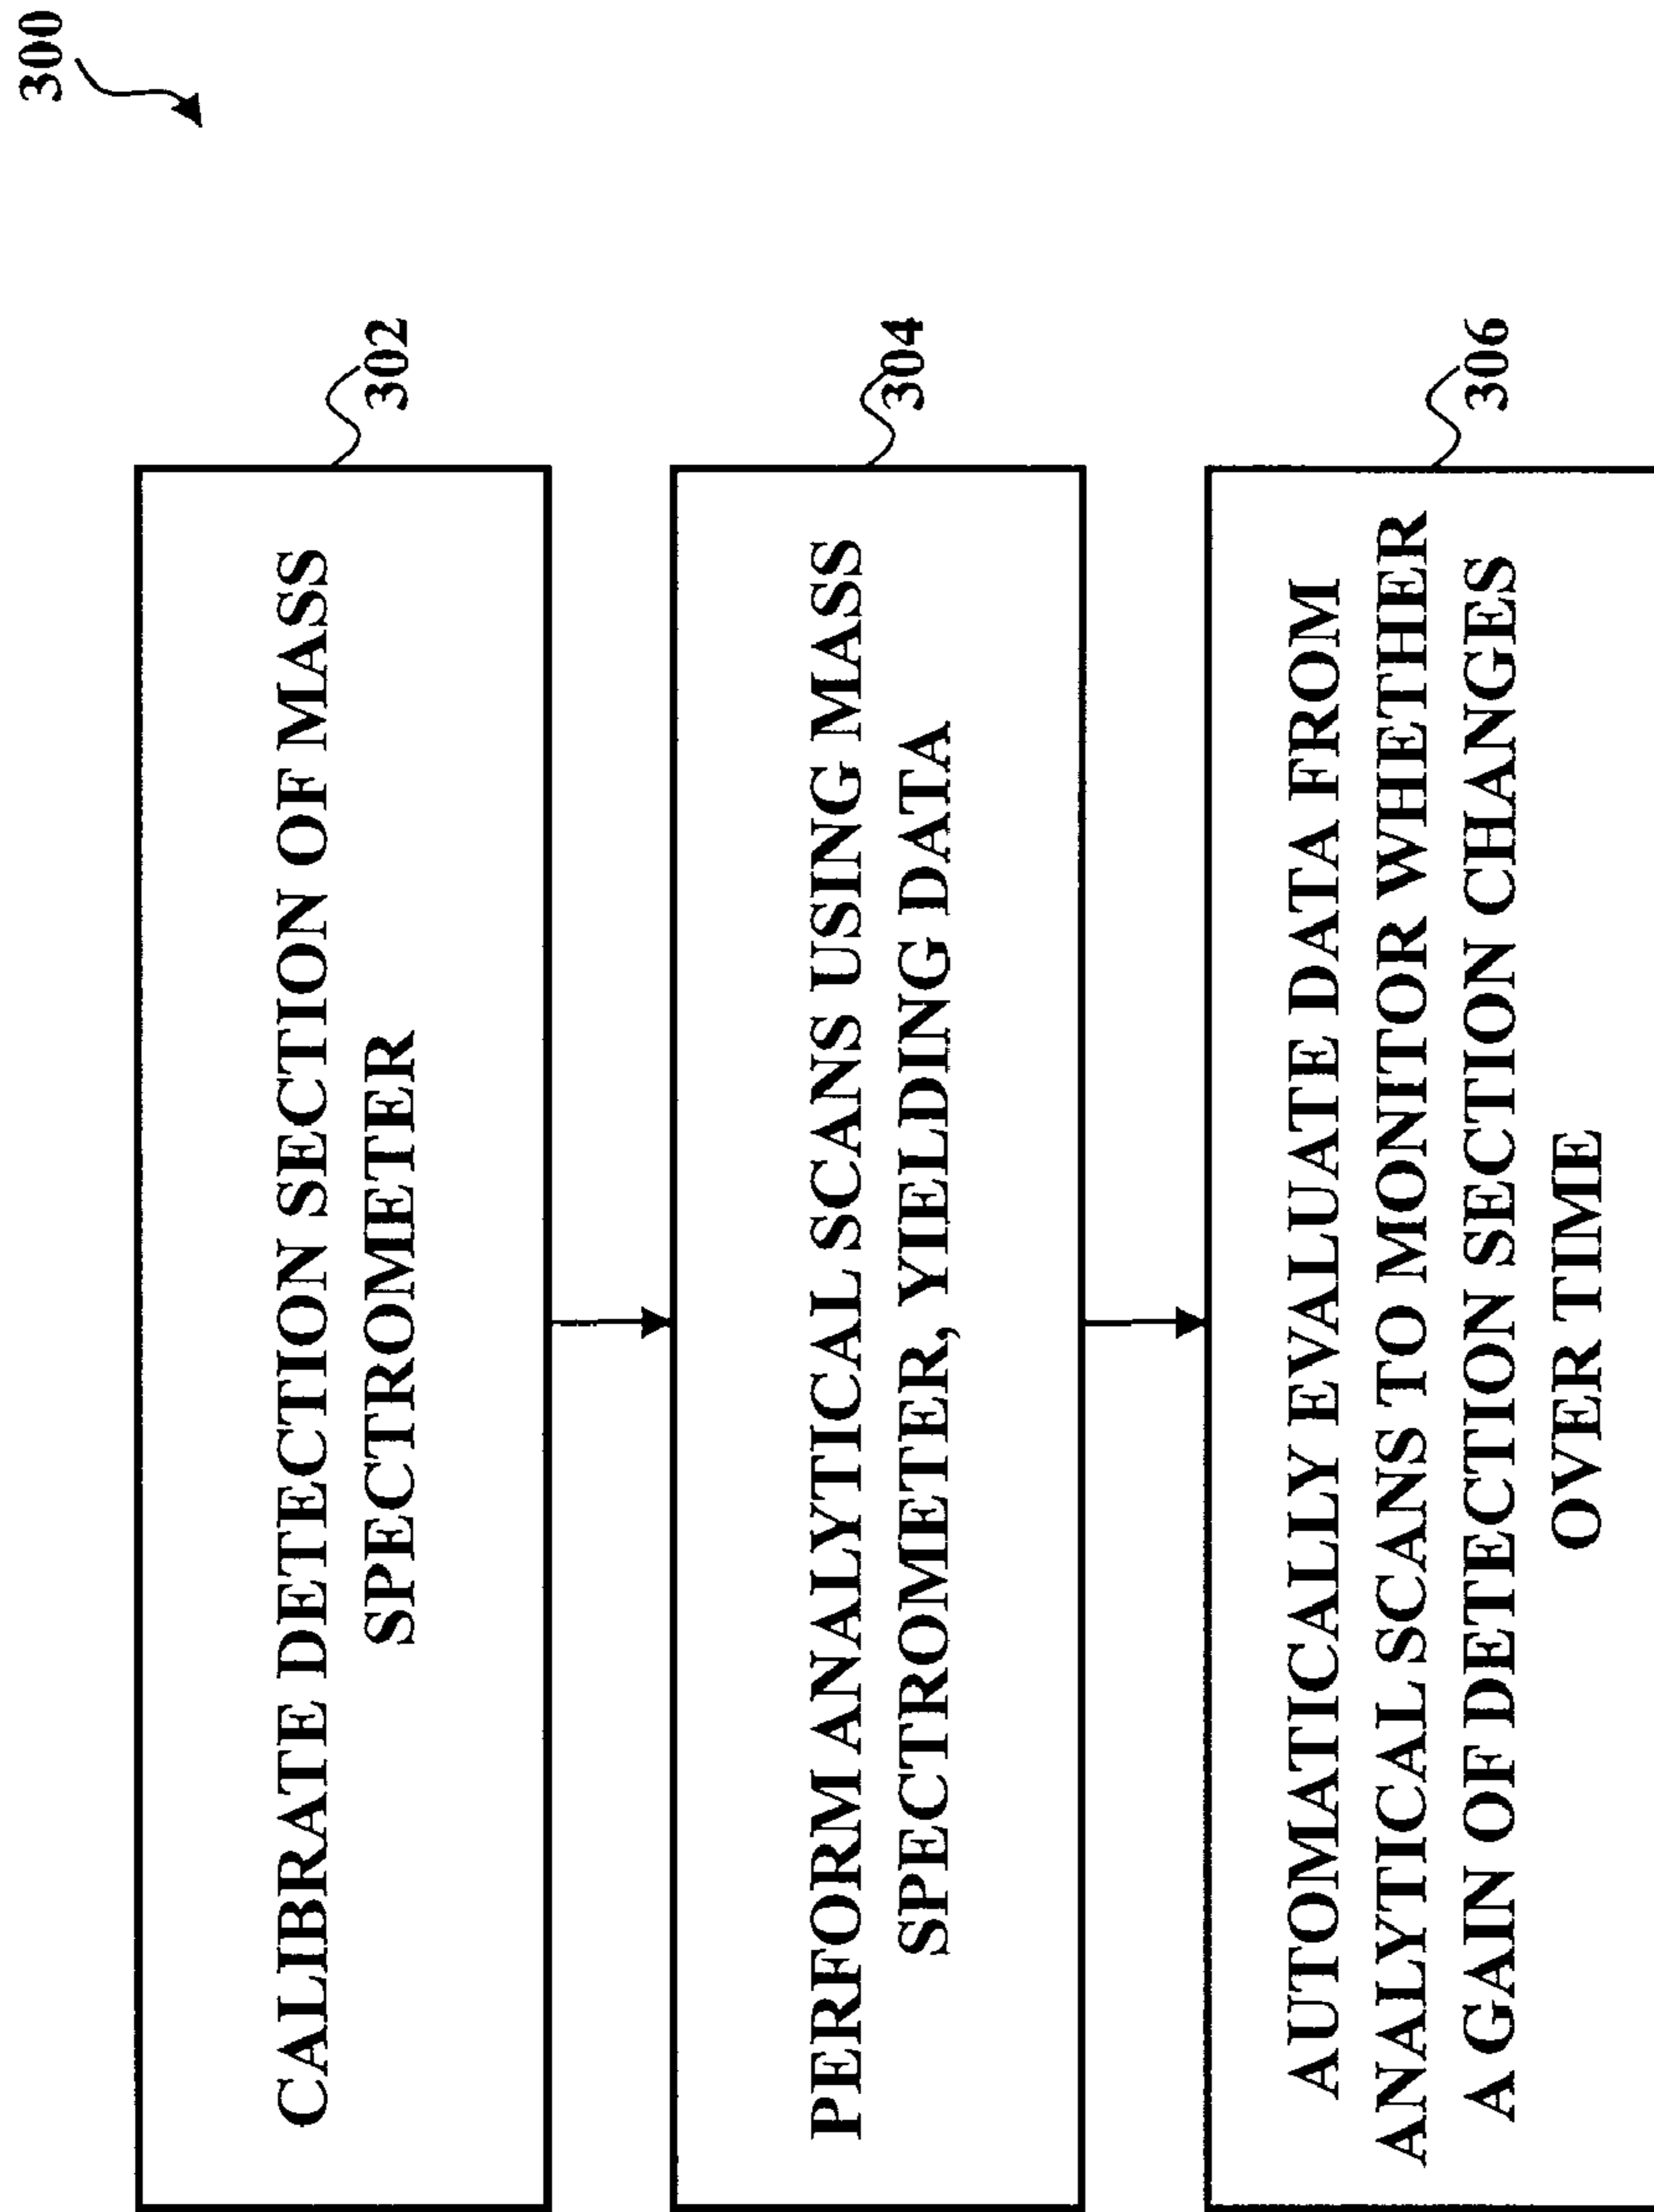 300
CALIBRATE DETECTION SECTION OF MASS
SPECTROMETER
302
PERFORM ANALYTICAL SCANS USING MASS
SPECTROMETER, YIELDING DATA
304
AUTOMATICALLY EVALUATE DATA FROM
ANALYTICAL SCANS TO MONITOR WHETHER
A GAIN OF DETECTION SECTION CHANGES
OVER TIME
306